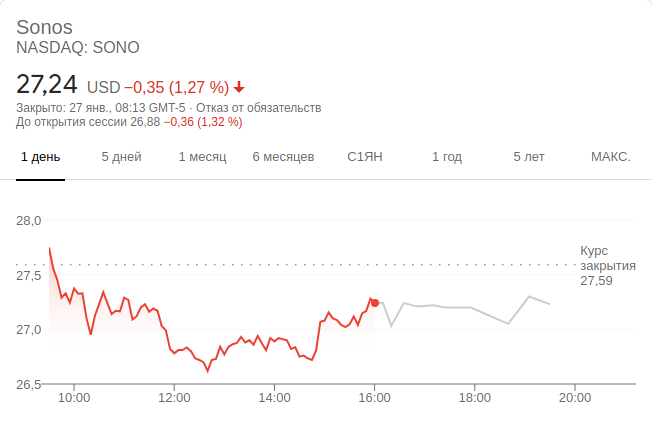 Sonos
NASDAQ: SONO
27,24 USD −0,35 (1,27 %)
Закрыто: 27 янв., 08:13 GMT-5 · Отказ от обязательств
До открытия сессии 26,88 −0,36 (1,32 %)
1 день 5 дней 1 месяц 6 месяцев С1ЯН 1 год 5 лет МАКС.
28,0
Курс
закрытия
27,59
27,5
27,0
26,5
10:00 12:00 14:00 16:00 18:00 20:00